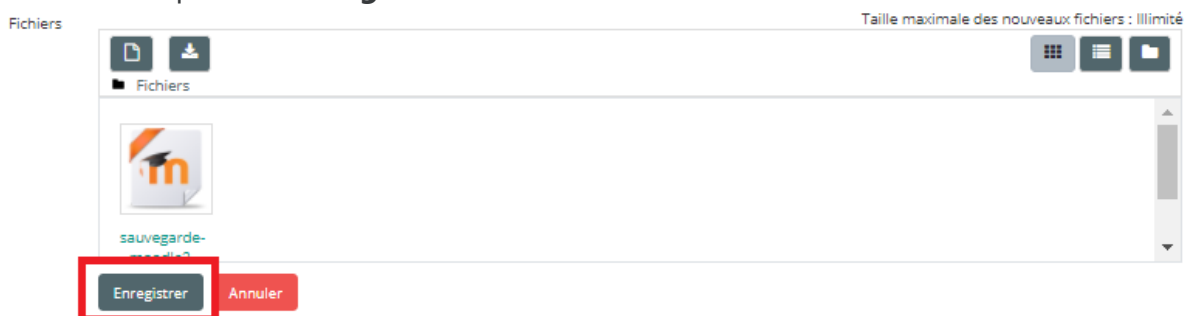 Fichiers
Taille maximale des nouveaux fichiers : Illimité
Fichiers
sauvegarde-
Enregistrer
Annuler